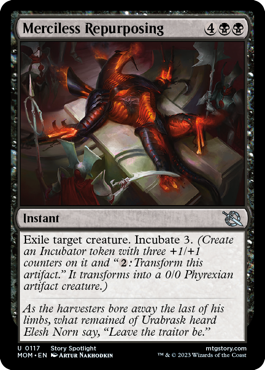 Merciless Repurposing 4
Instant
Exile target creature. Incubate 3. (Create
an Incubator token with three +1/+1
counters on it and “2: Transform this
artifact.” It transforms into a 0/0 Phyrexian
artifact creature.)
As the harvesters bore away the last of his
limbs, what remained of Urabrask heard
Elesh Norn say, “Leave the traitor be.”
U 0117 Story Spotlight mtgstory.com
MOM • EN Artur Nakhodkin ™ & © 2023 Wizards of the Coast